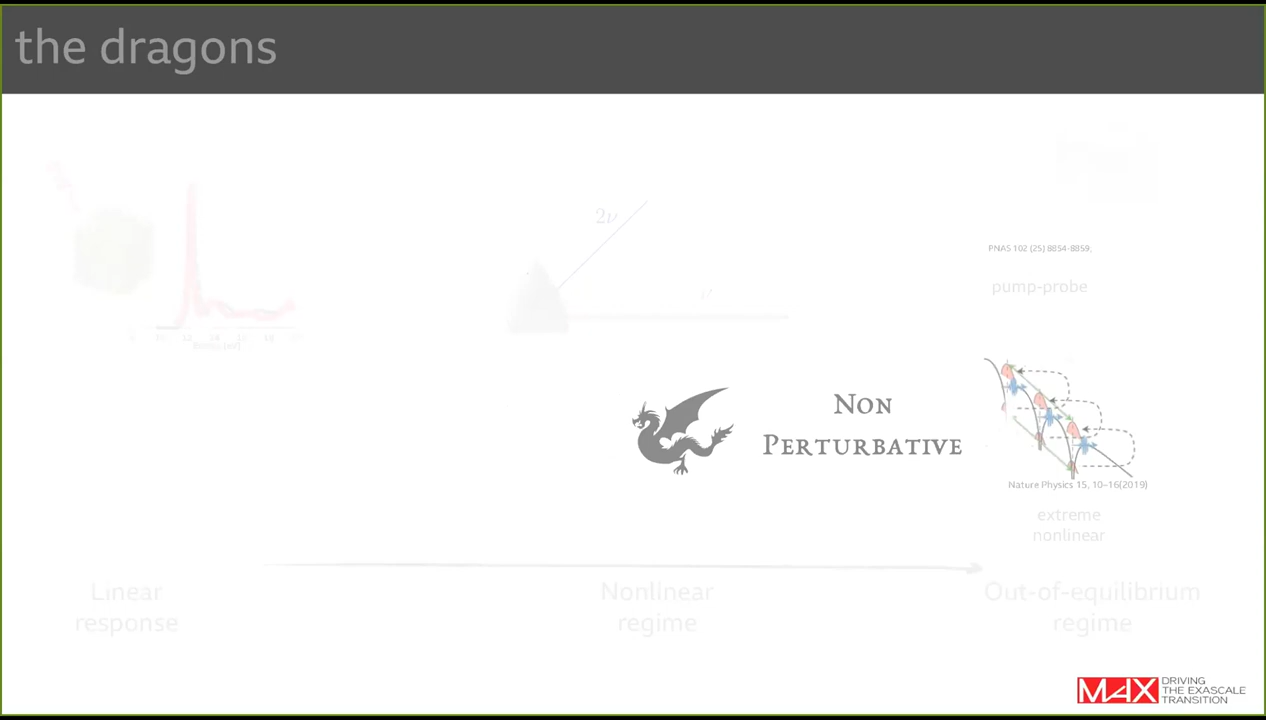 the dragons
2ν
ν
PNAS 102 (25) 8854-8859,
pump-probe
Non
Perturbative
Nature Physics 15, 10–16(2019)
extreme
nonlinear
Linear
response
Nonlinear
regime
Out-of-equilibrium
regime
MAX DRIVING
THE EXASCALE
TRANSITION